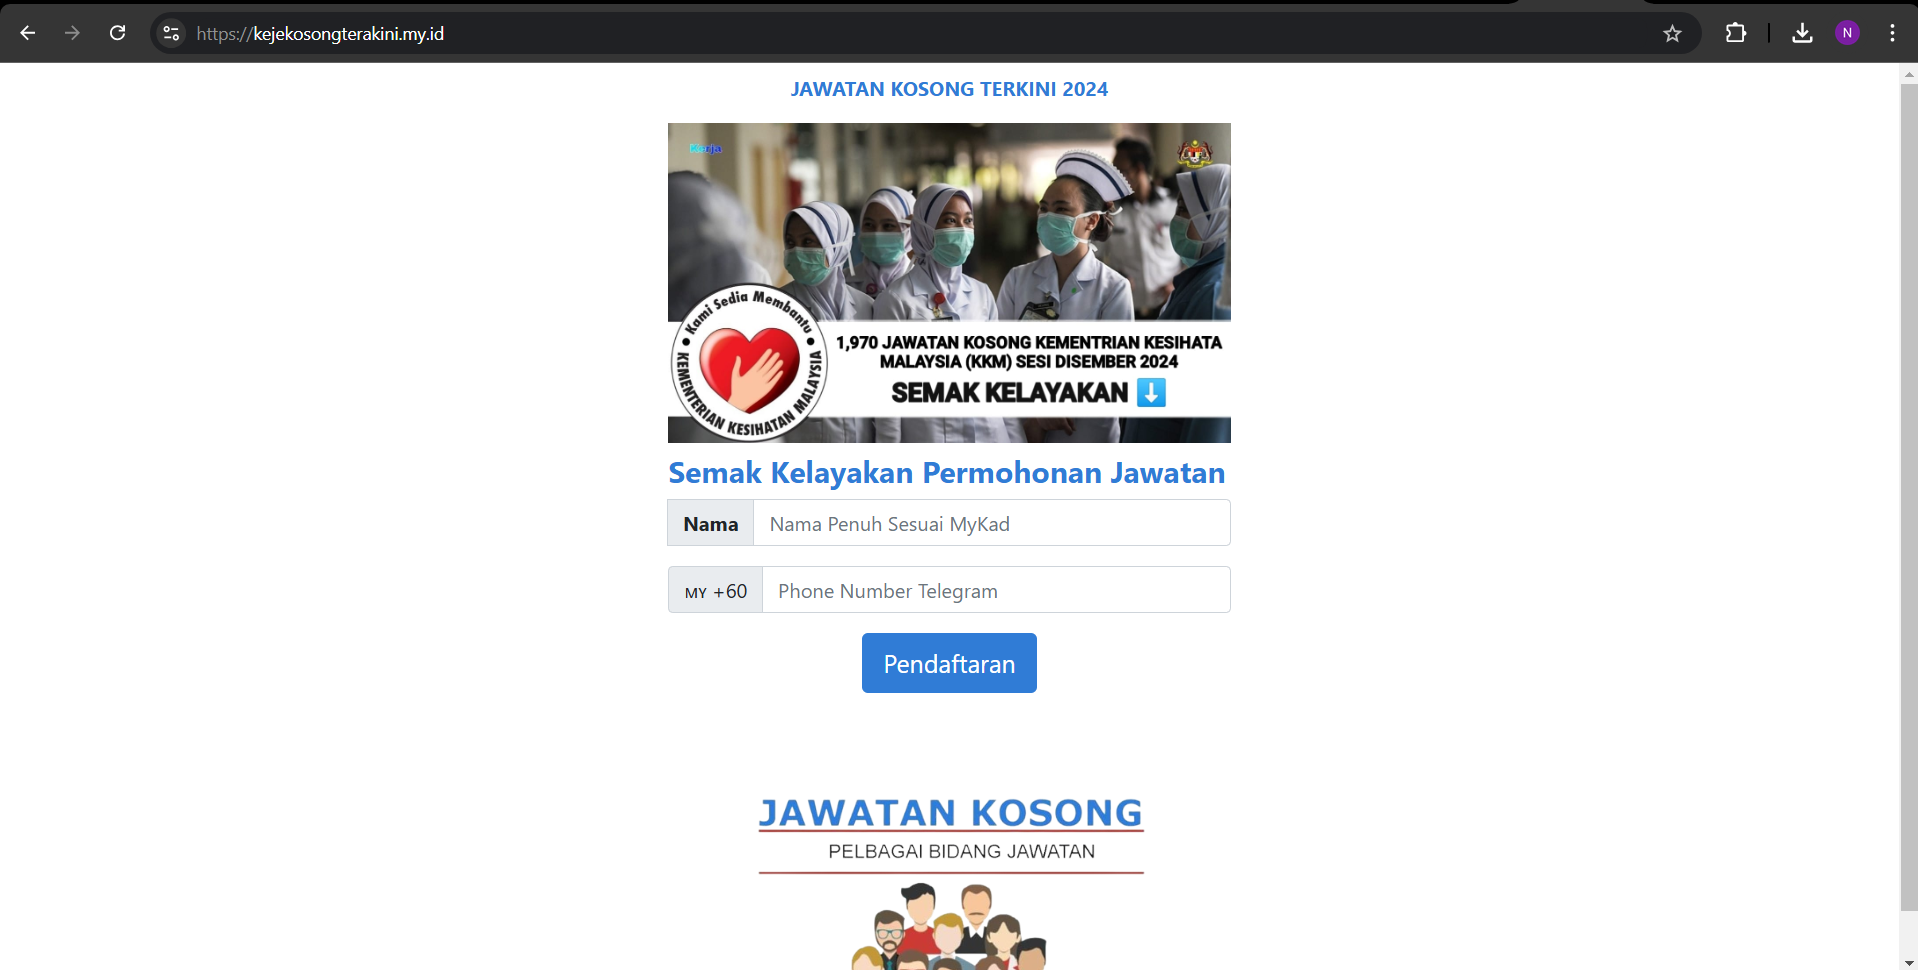 https://kejekosongterakini.my.id
N
JAWATAN KOSONG TERKINI 2024
Kerja
Kami Sedia Membantu
KEMENTERIAN KESIHATAN MALAYSIA
1,970 JAWATAN KOSONG KEMENTRIAN KESIHATA
MALAYSIA (KKM) SESI DISEMBER 2024
SEMAK KELAYAKAN
Semak Kelayakan Permohonan Jawatan
Nama Nama Penuh Sesuai MyKad
MY +60 Phone Number Telegram
Pendaftaran
JAWATAN KOSONG
PELBAGAI BIDANG JAWATAN